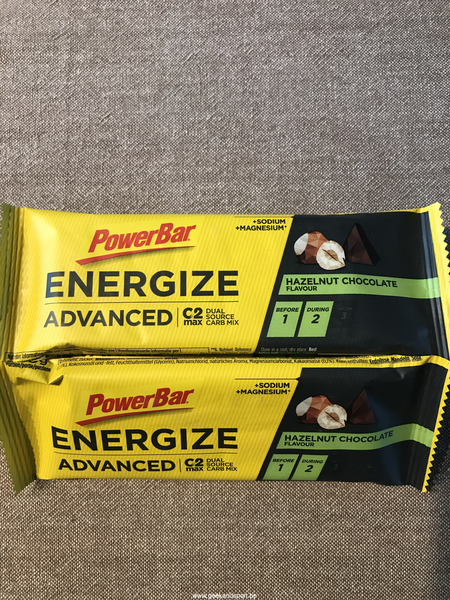 +SODIUM
+MAGNESIUM*
PowerBar
ENERGIZE
HAZELNUT CHOCOLATE
FLAVOUR
ADVANCED
C2
max
DUAL
SOURCE
CARB MIX
BEFORE
1
DURING
2
3
+SODIUM
+MAGNESIUM*
PowerBar
ENERGIZE
HAZELNUT CHOCOLATE
FLAVOUR
ADVANCED
C2
max
DUAL
SOURCE
CARB MIX
BEFORE
1
DURING
2
www.geekandsport.be